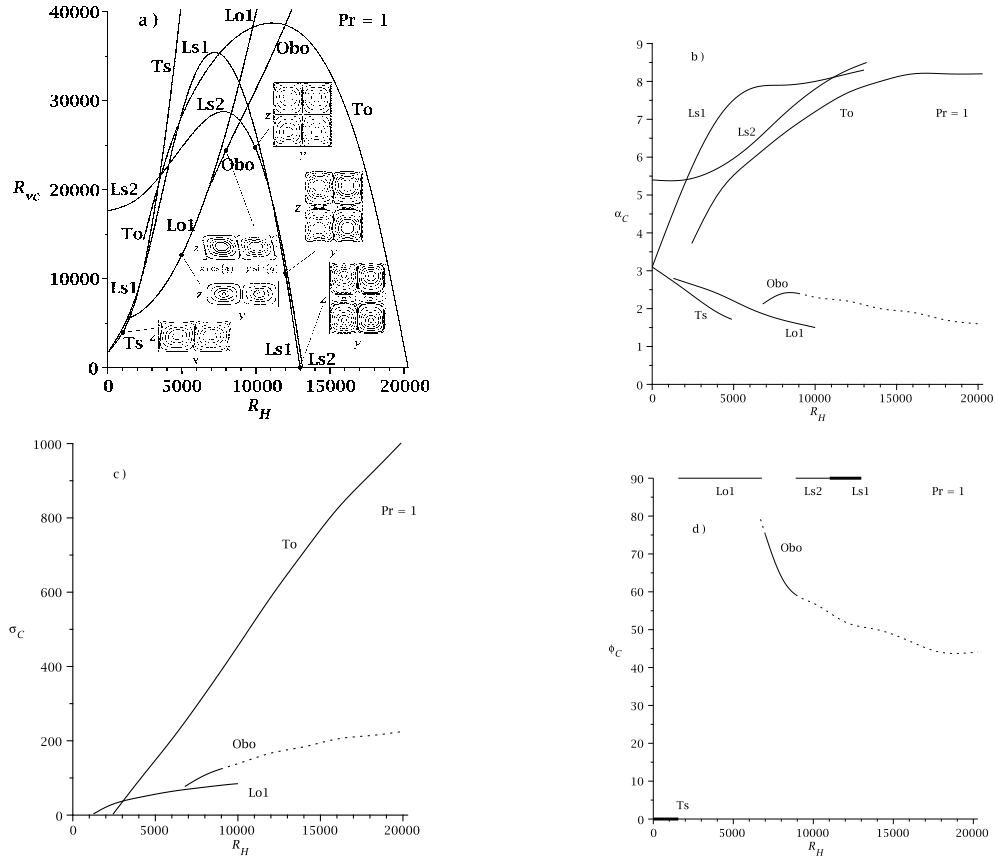 a )
Pr = 1
40000
30000
20000
10000
0
R_vC
Ts
Ls1
Lo1
Obo
To
Ls2
z
y
Ls2
To
Lo1
Obo
z
y
Ls1
z
z
y
z
y
Ts
z
Ls1
Ls2
0
5000
10000
15000
20000
R_H
b )
Pr = 1
9
8
7
6
5
4
3
2
1
0
α_C
Ls1
Ls2
To
Obo
Ts
Lo1
0
5000
10000
15000
20000
R_H
c )
Pr = 1
1000
800
600
400
200
0
σ_C
To
Obo
Lo1
0
5000
10000
15000
20000
R_H
d )
Pr = 1
90
80
70
60
50
40
30
20
10
0
ϕ_C
Lo1
Ls2
Ls1
Obo
Ts
0
5000
10000
15000
20000
R_H